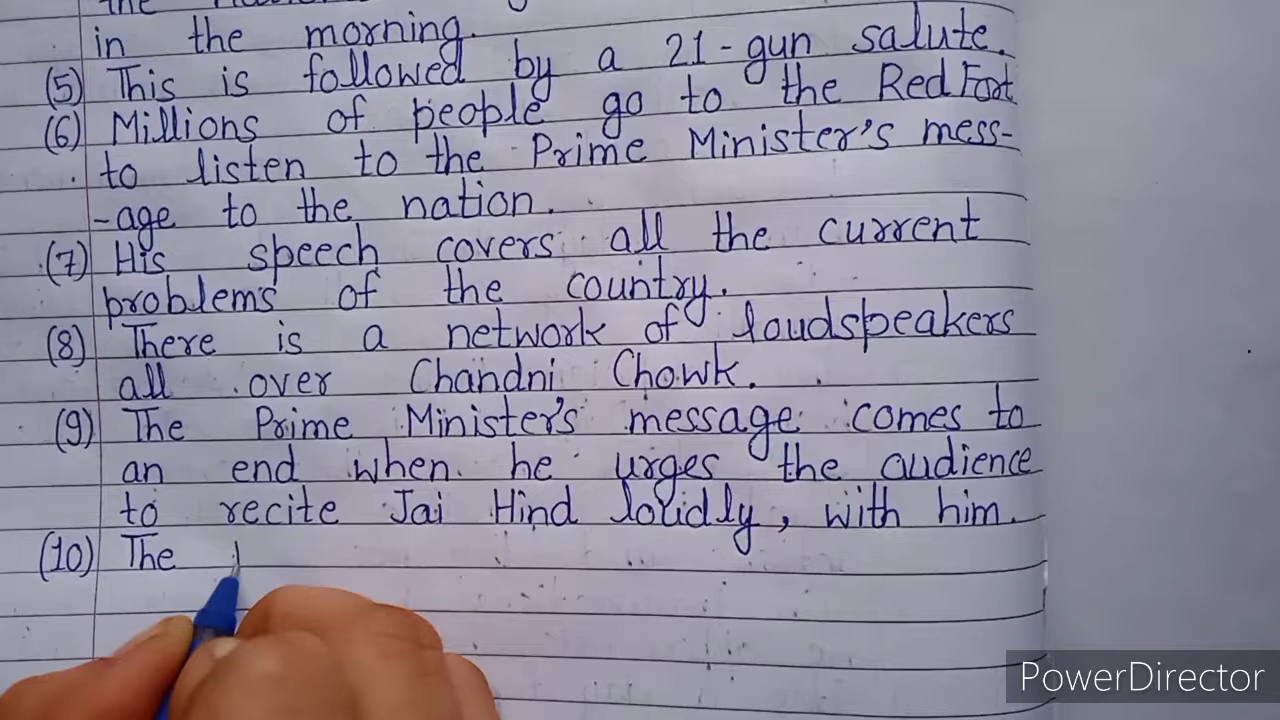 the
in the morning.
(5) This is followed by a 21-gun salute.
(6) Millions of people go to the Red Fort
to listen to the Prime Minister's mess-
-age to the nation.
(7) His speech covers all the current
problems of the country.
(8) There is a network of loudspeakers
all over Chandni Chowk.
(9) The Prime Minister's message comes to
an end when he urges the audience
to recite Jai Hind loudly, with him.
(10) The
PowerDirector